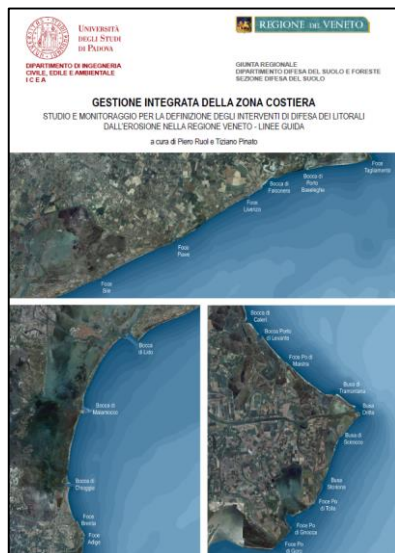 UNIVERSITÀ
DEGLI STUDI
DI PADOVA
REGIONE DEL VENETO
DIPARTIMENTO DI INGEGNERIA
CIVILE, EDILE E AMBIENTALE
I C E A
GIUNTA REGIONALE
DIPARTIMENTO DIFESA DEL SUOLO E FORESTE
SEZIONE DIFESA DEL SUOLO
GESTIONE INTEGRATA DELLA ZONA COSTIERA
STUDIO E MONITORAGGIO PER LA DEFINIZIONE DEGLI INTERVENTI DI DIFESA DEI LITORALI
DALL'EROSIONE NELLA REGIONE VENETO - LINEE GUIDA
a cura di Piero Ruol e Tiziano Pinato
Foce
Tagliamento
Bocca di
Porto
Baseleghe
Bocca di
Falconera
Foce
Livenza
Foce
Piave
Foce
Sile
Bocca
di Lido
Bocca di
Malamocco
Bocca di
Chioggia
Foce
Brenta
Foce
Adige
Bocca di
Caleri
Bocca Porto
di Levante
Foce Po di
Maistra
Busa di
Tramontana
Busa
Dritta
Busa di
Scirocco
Busa
Storiona
Foce Po
di Tolle
Foce Po
di Gnocca
Foce Po
di Goro